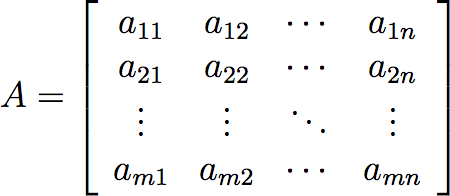 A = [ a₁₁ a₁₂ ⋯ a₁ₙ
a₂₁ a₂₂ ⋯ a₂ₙ
⋮ ⋮ ⋱ ⋮
aₘ₁ aₘ₂ ⋯ aₘₙ ]